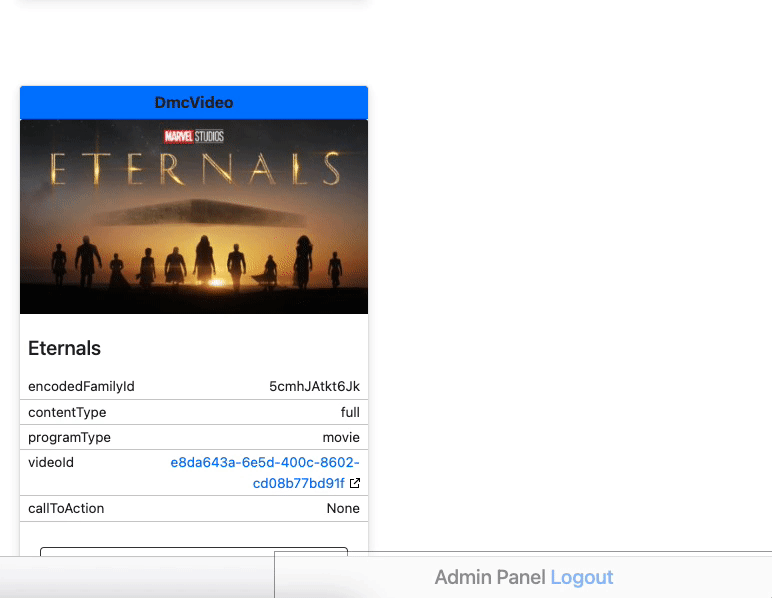 DmcVideo
MARVEL STUDIOS
ETERNALS
Eternals
encodedFamilyId 5cmhJAtkt6Jk
contentType full
programType movie
videoId e8da643a-6e5d-400c-8602-
cd08b77bd91f
callToAction None
Admin Panel Logout